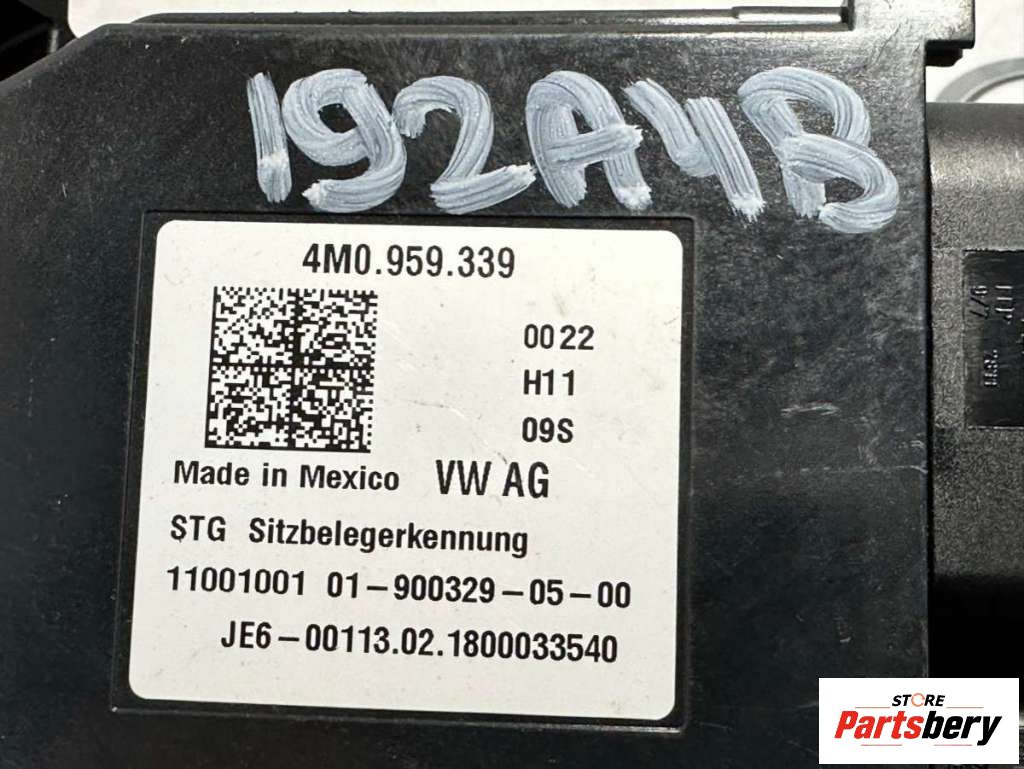 192A4B
4M0.959.339
0022
H11
09S
Made in Mexico VW AG
STG Sitzbelegerkennung
11001001 01-900329-05-00
JE6-00113.02.1800033540
STORE
Partsbery